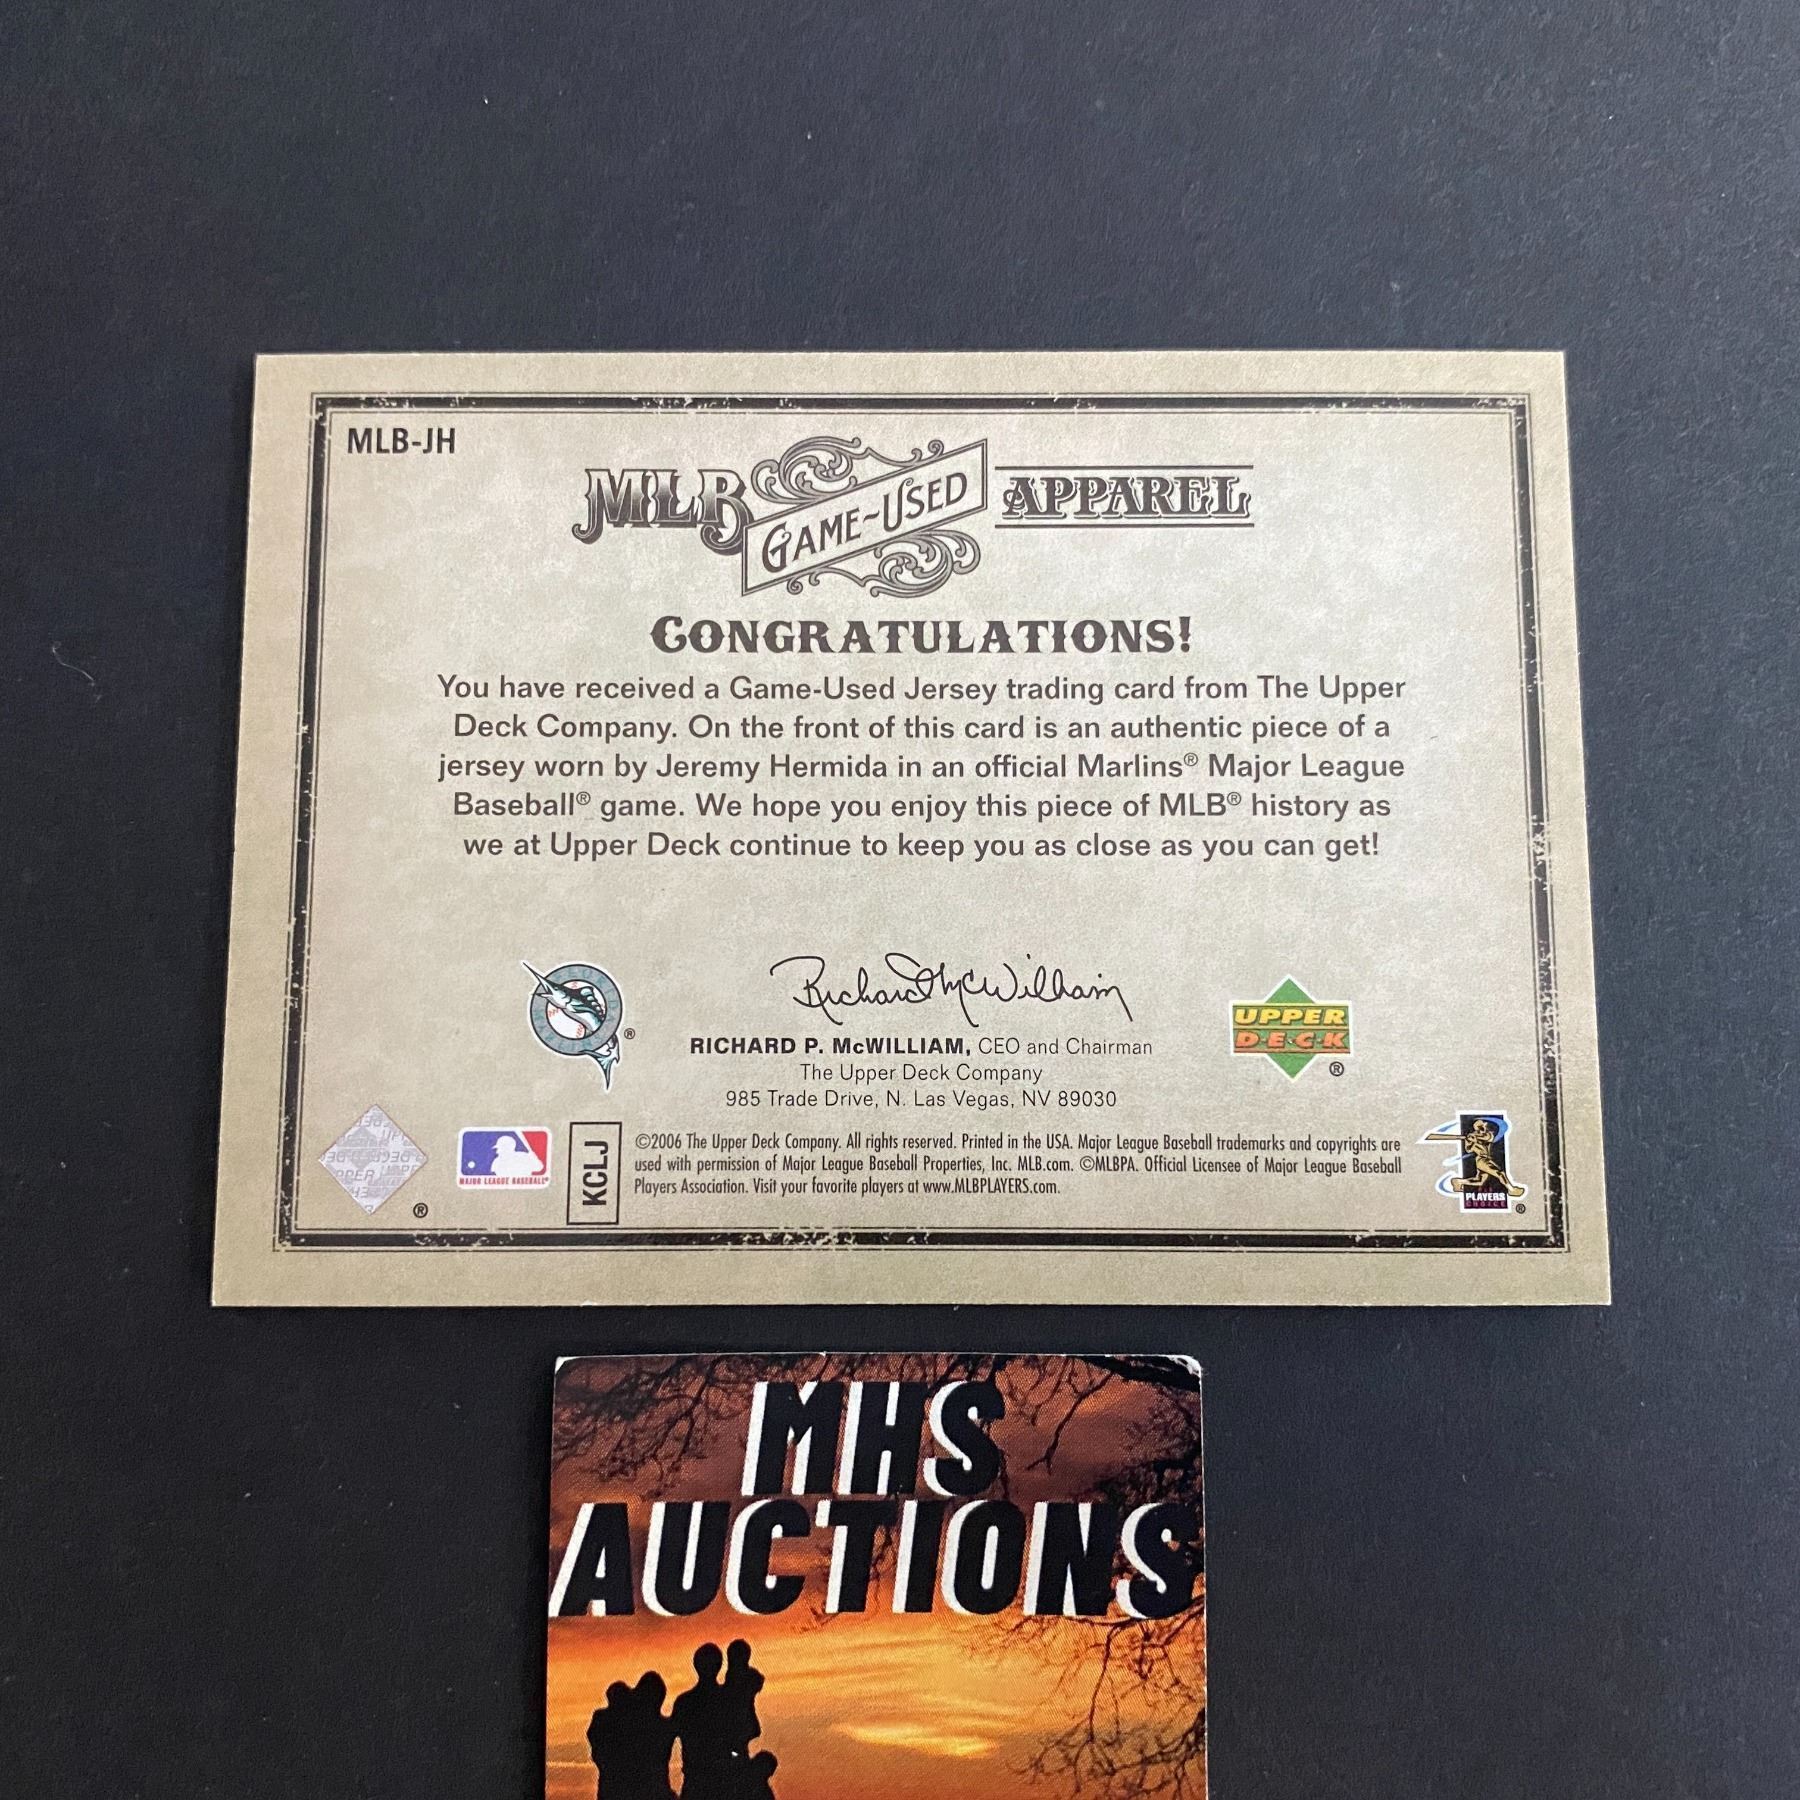 MLB-JH
MLB GAME-USED APPAREL
CONGRATULATIONS!
You have received a Game-Used Jersey trading card from The Upper
Deck Company. On the front of this card is an authentic piece of a
jersey worn by Jeremy Hermida in an official Marlins® Major League
Baseball® game. We hope you enjoy this piece of MLB® history as
we at Upper Deck continue to keep you as close as you can get!
Richard McWilliam
RICHARD P. McWILLIAM, CEO and Chairman
The Upper Deck Company
985 Trade Drive, N. Las Vegas, NV 89030
®
UPPER
DECK
®
®
MAJOR LEAGUE BASEBALL®
KCLJ
©2006 The Upper Deck Company. All rights reserved. Printed in the USA. Major League Baseball trademarks and copyrights are
used with permission of Major League Baseball Properties, Inc. MLB.com. ©MLBPA. Official Licensee of Major League Baseball
Players Association. Visit your favorite players at www.MLBPLAYERS.com.
PLAYERS
CHOICE
®
MHS
AUCTIONS